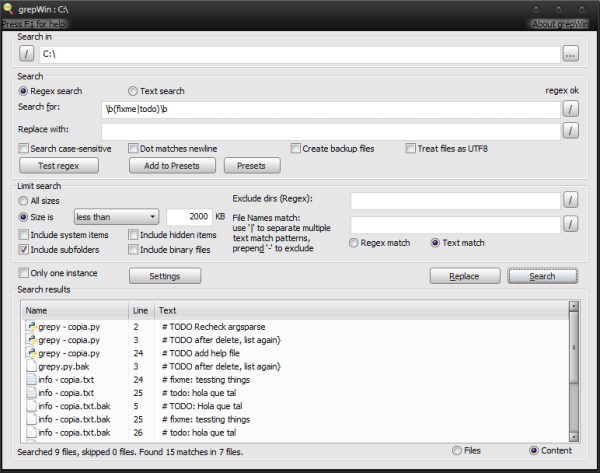 grepWin : C:\
Press F1 for help
About grepWin
Search in
/ C:\ ...
Search
Regex search Text search regex ok
Search for: \b(fixme|todo)\b /
Replace with: /
Search case-sensitive Dot matches newline Create backup files Treat files as UTF8
Test regex Add to Presets Presets
Limit search
All sizes
Size is less than 2000 KB
Include system items Include hidden items
Include subfolders Include binary files
Exclude dirs (Regex): /
File Names match: /
use '|' to separate multiple
text match patterns,
prepend '-' to exclude
Regex match Text match
Only one instance Settings Replace Search
Search results
Name Line Text
grepy - copia.py 2 # TODO Recheck argsparse
grepy - copia.py 3 # TODO after delete, list again}
grepy - copia.py 24 # TODO add help file
grepy.py.bak 3 # TODO after delete, list again}
info - copia.txt 24 # fixme: tessting things
info - copia.txt 25 # todo: hola que tal
info - copia.txt.bak 5 # TODO: Hola que tal
info - copia.txt.bak 25 # fixme: tessting things
info - copia.txt.bak 26 # todo: hola que tal
Searched 9 files, skipped 0 files. Found 15 matches in 7 files.
Files Content